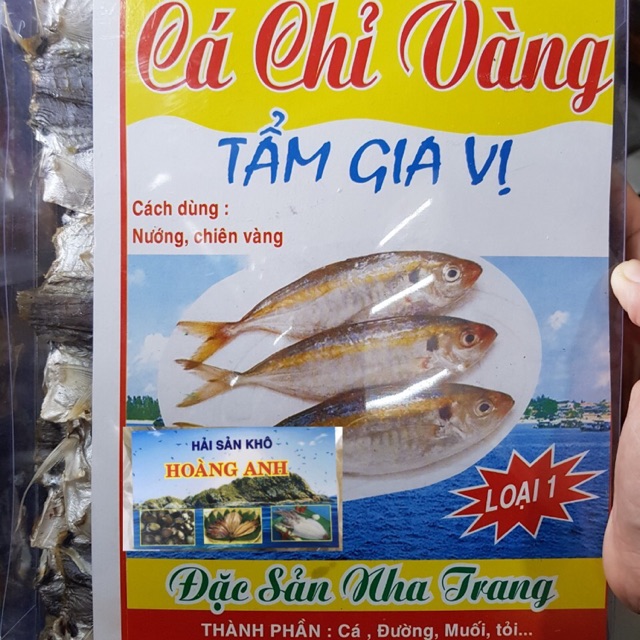 Cá Chỉ Vàng
TẨM GIA VỊ
Cách dùng :
Nướng, chiên vàng
HẢI SẢN KHÔ
HOÀNG ANH
LOẠI 1
Đặc Sản Nha Trang
THÀNH PHẦN : Cá , Đường, Muối, tỏi...